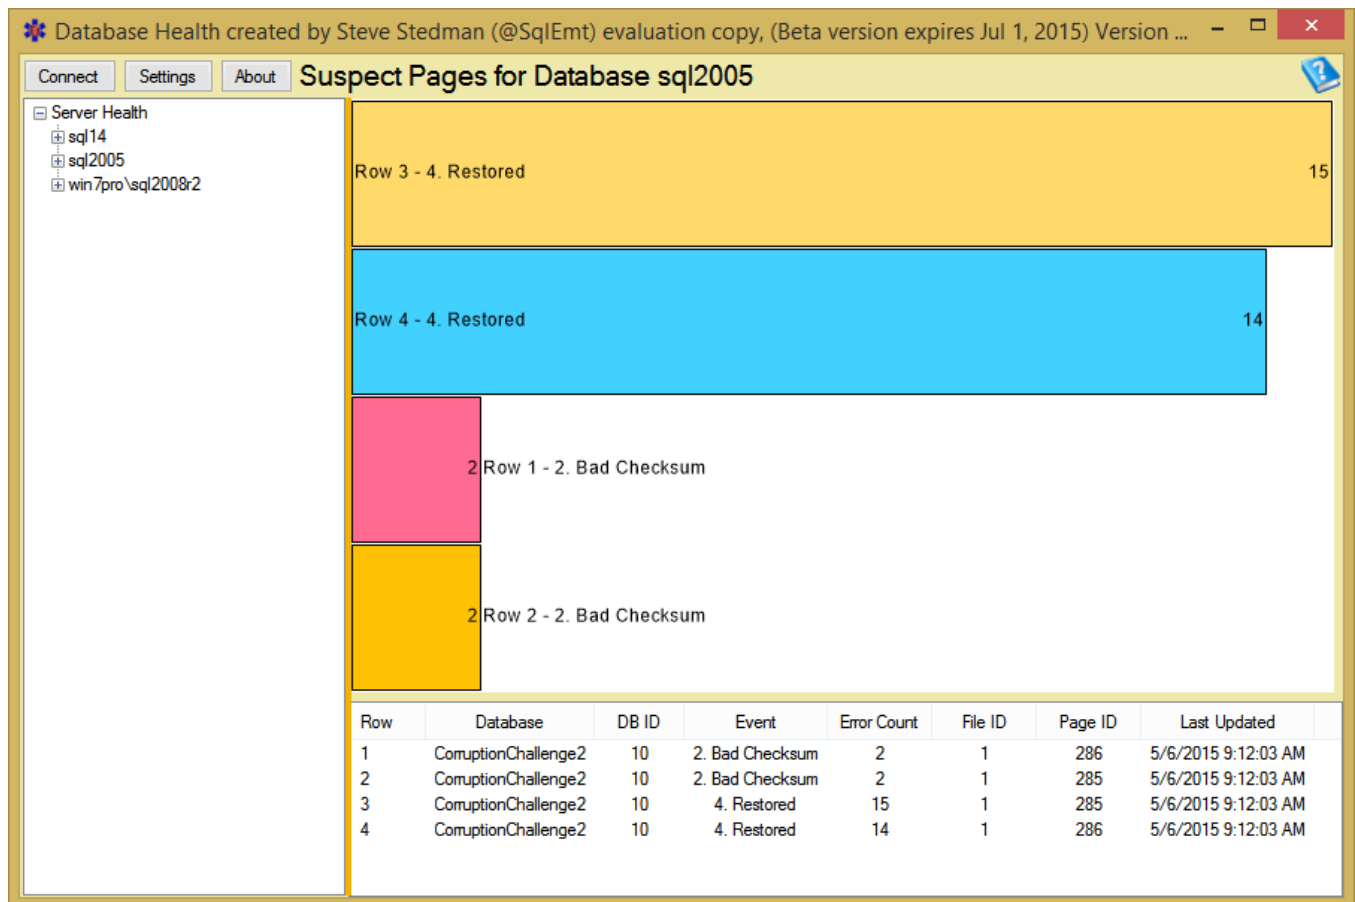 Database Health created by Steve Stedman (@SqlEmt) evaluation copy, (Beta version expires Jul 1, 2015) Version ...
Connect Settings About Suspect Pages for Database sql2005
Server Health
sql14
sql2005
win7pro\sql2008r2
Row 3 - 4. Restored 15
Row 4 - 4. Restored 14
2 Row 1 - 2. Bad Checksum
2 Row 2 - 2. Bad Checksum
Row Database DB ID Event Error Count File ID Page ID Last Updated
1 CorruptionChallenge2 10 2. Bad Checksum 2 1 286 5/6/2015 9:12:03 AM
2 CorruptionChallenge2 10 2. Bad Checksum 2 1 285 5/6/2015 9:12:03 AM
3 CorruptionChallenge2 10 4. Restored 15 1 285 5/6/2015 9:12:03 AM
4 CorruptionChallenge2 10 4. Restored 14 1 286 5/6/2015 9:12:03 AM